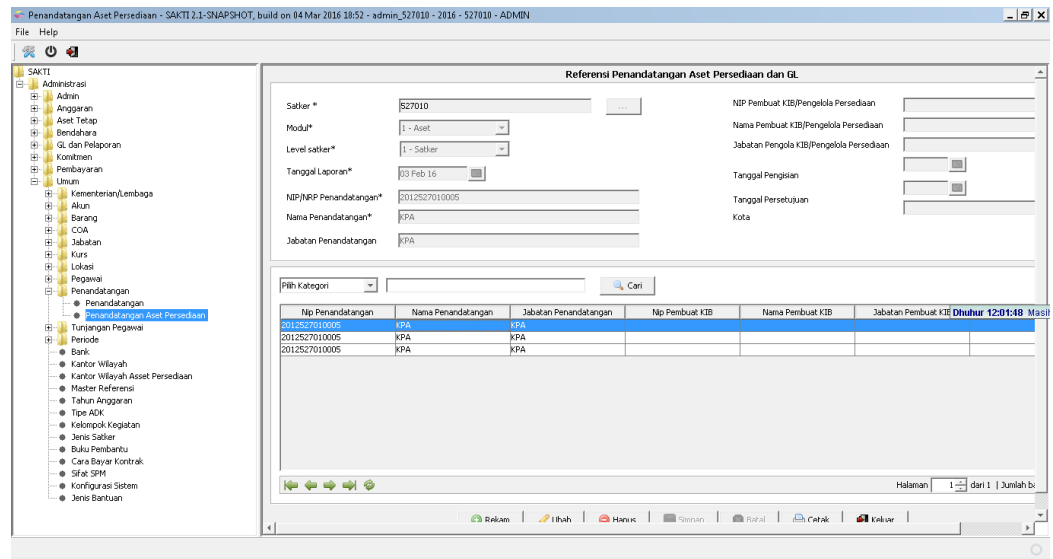 Penandatangan Aset Persediaan - SAKTI 2.1-SNAPSHOT, build on 04 Mar 2016 18:52 - admin_527010 - 2016 - 527010 - ADMIN
File Help
SAKTI
Administrasi
Admin
Anggaran
Aset Tetap
Bendahara
GL dan Pelaporan
Komitmen
Pembayaran
Umum
Kementerian/Lembaga
Akun
Barang
COA
Jabatan
Kurs
Lokasi
Pegawai
Penandatangan
Penandatangan
Penandatangan Aset Persediaan
Tunjangan Pegawai
Periode
Bank
Kantor Wilayah
Kantor Wilayah Asset Persediaan
Master Referensi
Tahun Anggaran
Tipe ADK
Kelompok Kegiatan
Jenis Satker
Buku Pembantu
Cara Bayar Kontrak
Sifat SPM
Konfigurasi Sistem
Jenis Bantuan
Referensi Penandatangan Aset Persediaan dan GL
Satker * 527010 ...
Modul* 1 - Aset
Level satker* 1 - Satker
Tanggal Laporan* 03 Feb 16
NIP/NRP Penandatangan* 2012527010005
Nama Penandatangan* KPA
Jabatan Penandatangan KPA
NIP Pembuat KIB/Pengelola Persediaan
Nama Pembuat KIB/Pengelola Persediaan
Jabatan Pengola KIB/Pengelola Persediaan
Tanggal Pengisian
Tanggal Persetujuan
Kota
Pilih Kategori Cari
Nip Penandatangan Nama Penandatangan Jabatan Penandatangan Nip Pembuat KIB Nama Pembuat KIB Jabatan Pembuat KIB Dhuhur 12:01:48 Masih
2012527010005 KPA KPA
2012527010005 KPA KPA
2012527010005 KPA KPA
Halaman 1 dari 1 | Jumlah ba
Rekam Ubah Hapus Simpan Batal Cetak Keluar